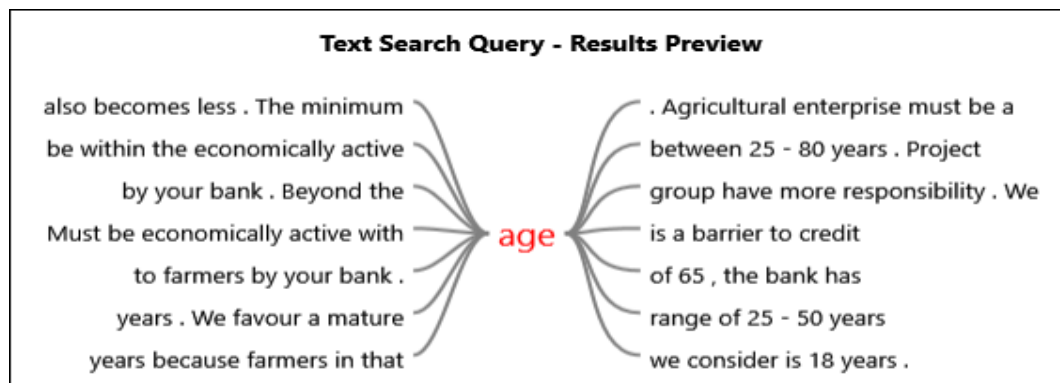 Text Search Query - Results Preview
also becomes less . The minimum
be within the economically active
by your bank . Beyond the
Must be economically active with
to farmers by your bank .
years . We favour a mature
years because farmers in that
age
. Agricultural enterprise must be a
between 25 - 80 years . Project
group have more responsibility . We
is a barrier to credit
of 65 , the bank has
range of 25 - 50 years
we consider is 18 years .